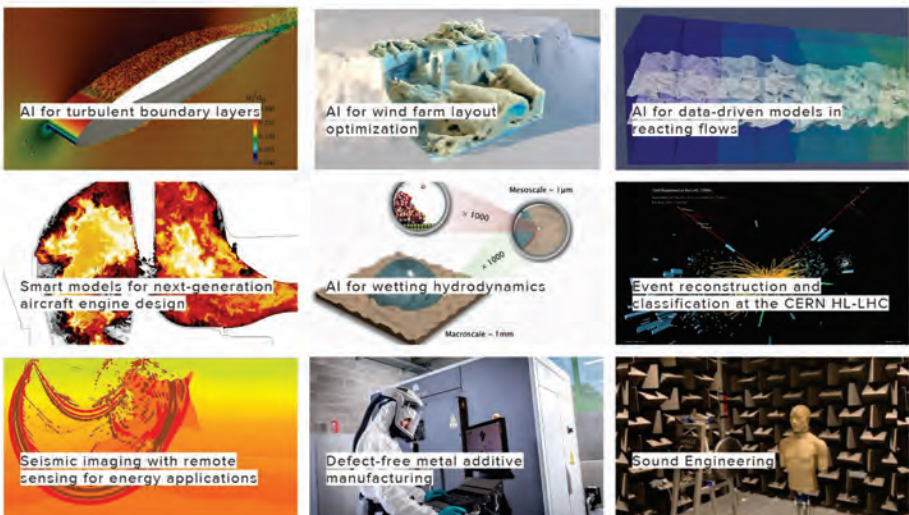 AI for turbulent boundary layers
AI for wind farm layout
optimization
AI for data-driven models in
reacting flows
Smart models for next-generation
aircraft engine design
Mesoscale ~ 1μm
× 1000
× 1000
AI for wetting hydrodynamics
Macroscale ~ 1mm
Event reconstruction and
classification at the CERN HL-LHC
Seismic imaging with remote
sensing for energy applications
Defect-free metal additive
manufacturing
Sound Engineering